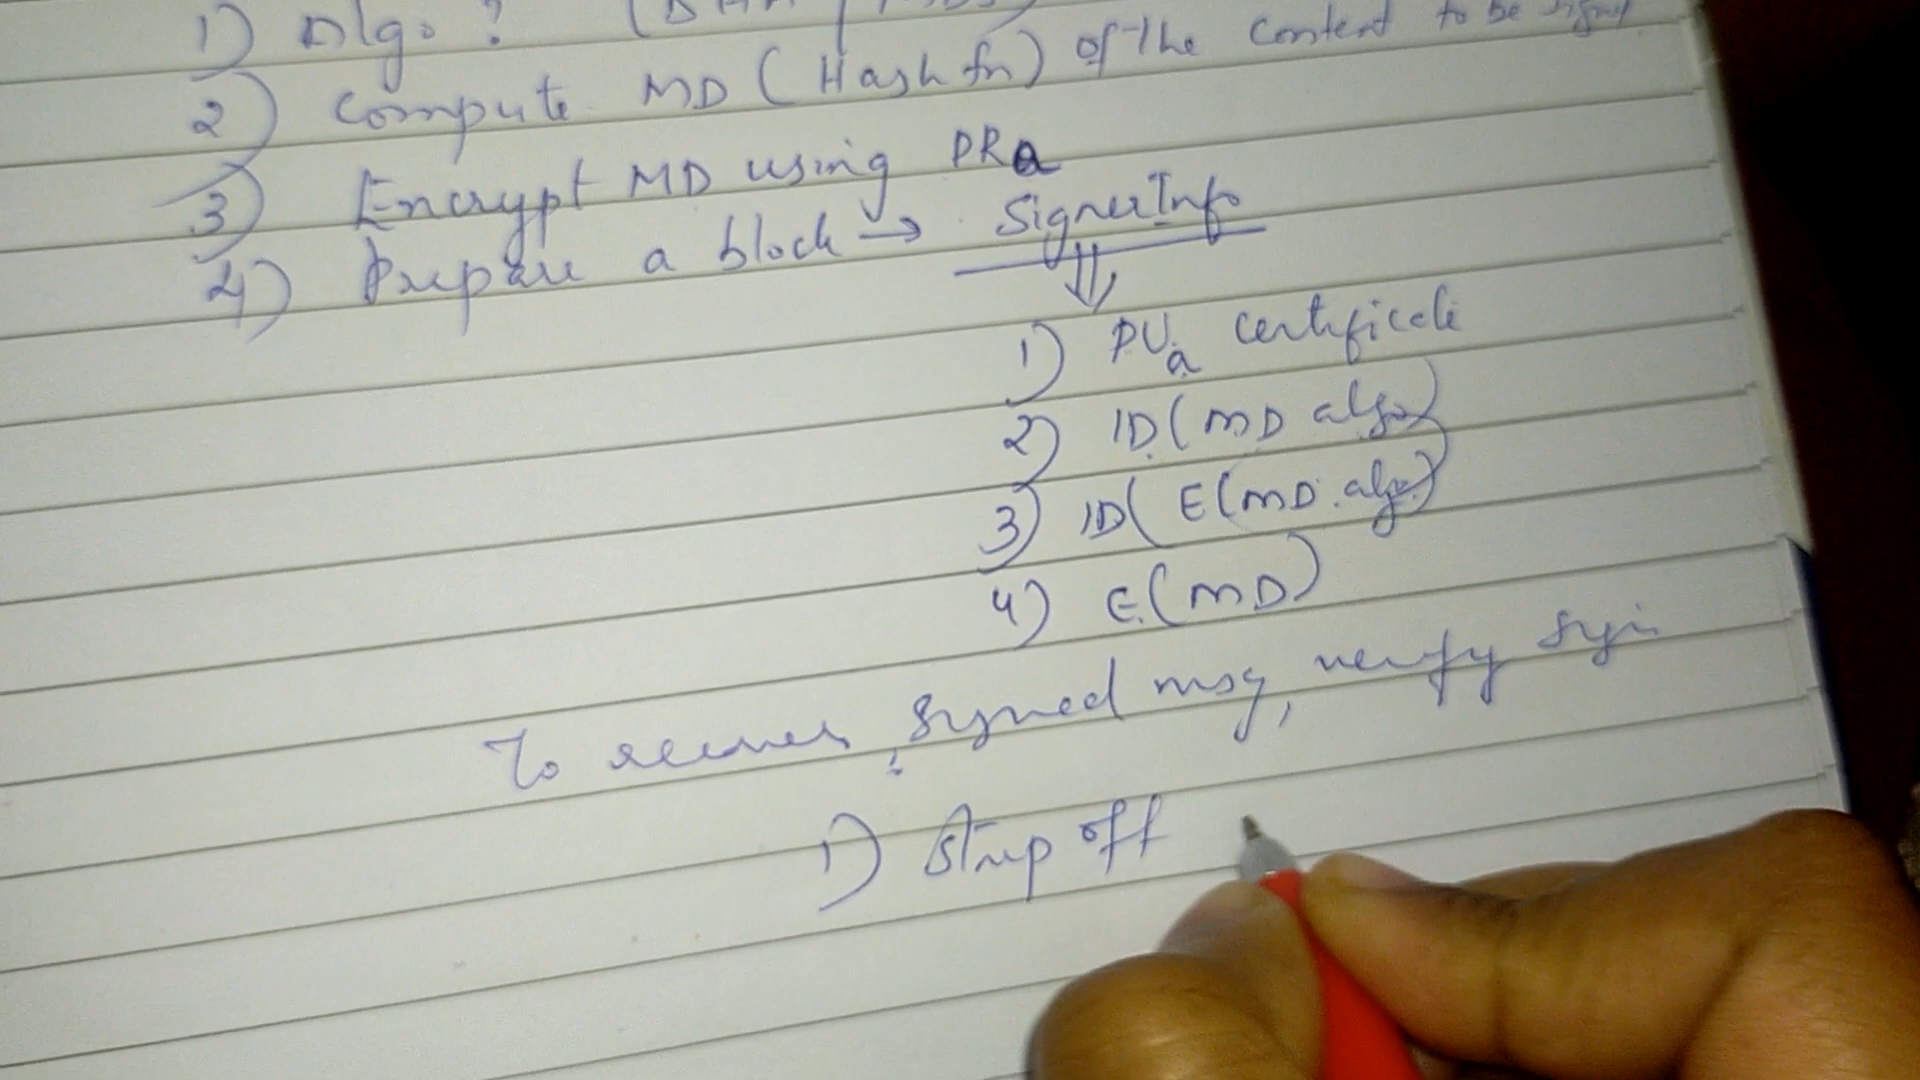 1) Algo ?
2) Compute MD ( Hash fn) of the content to be
3) Encrypt MD using PRa
4) Prepare a block → SignerInfo
1) PUa certificate
2) ID( MD algo)
3) ID( E(MD algo)
4) E(MD)
To recover signed msg, verify sign
1) Strip off